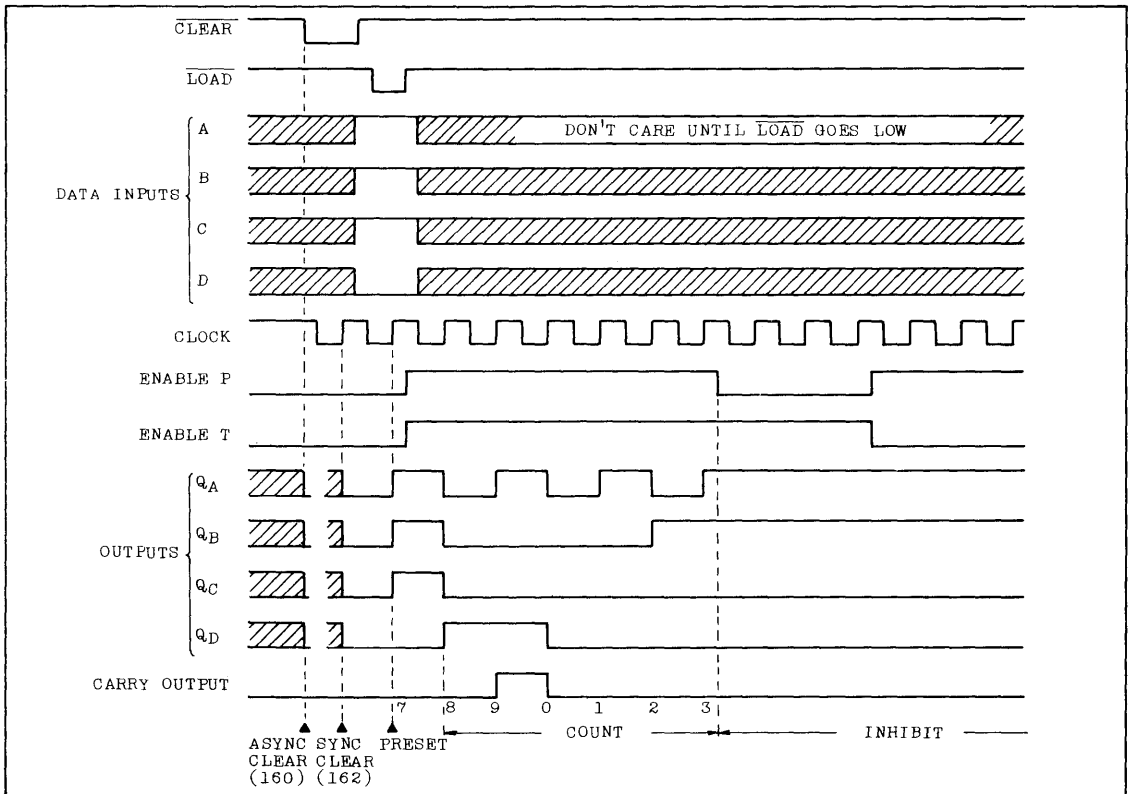 CLEAR
LOAD
A
DON'T CARE UNTIL LOAD GOES LOW
B
DATA INPUTS
C
D
CLOCK
ENABLE P
ENABLE T
QA
QB
OUTPUTS
QC
QD
CARRY OUTPUT
7 8 9 0 1 2 3
ASYNC CLEAR (160)
SYNC CLEAR (162)
PRESET
COUNT
INHIBIT